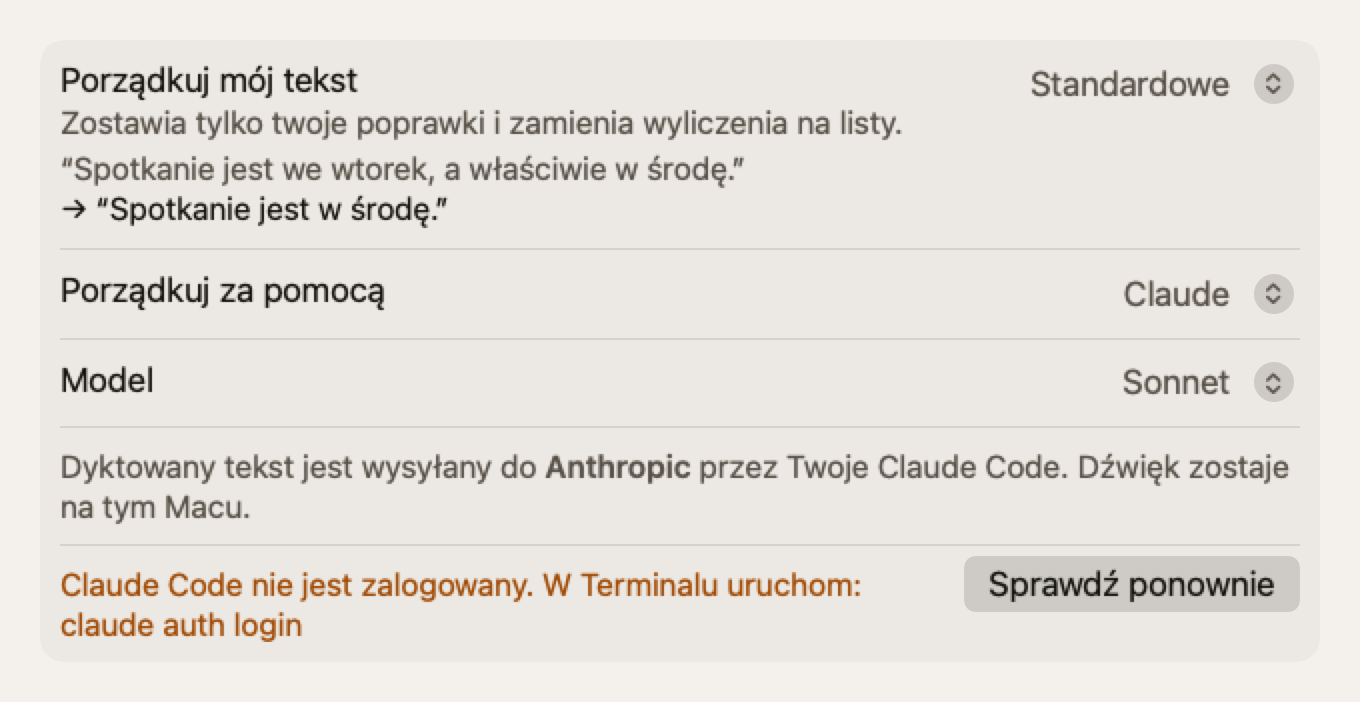 Porządkuj mój tekst
Standardowe
Zostawia tylko twoje poprawki i zamienia wyliczenia na listy.
“Spotkanie jest we wtorek, a właściwie w środę.”
→ “Spotkanie jest w środę.”
Porządkuj za pomocą
Claude
Model
Sonnet
Dyktowany tekst jest wysyłany do Anthropic przez Twoje Claude Code. Dźwięk zostaje
na tym Macu.
Claude Code nie jest zalogowany. W Terminalu uruchom:
claude auth login
Sprawdź ponownie